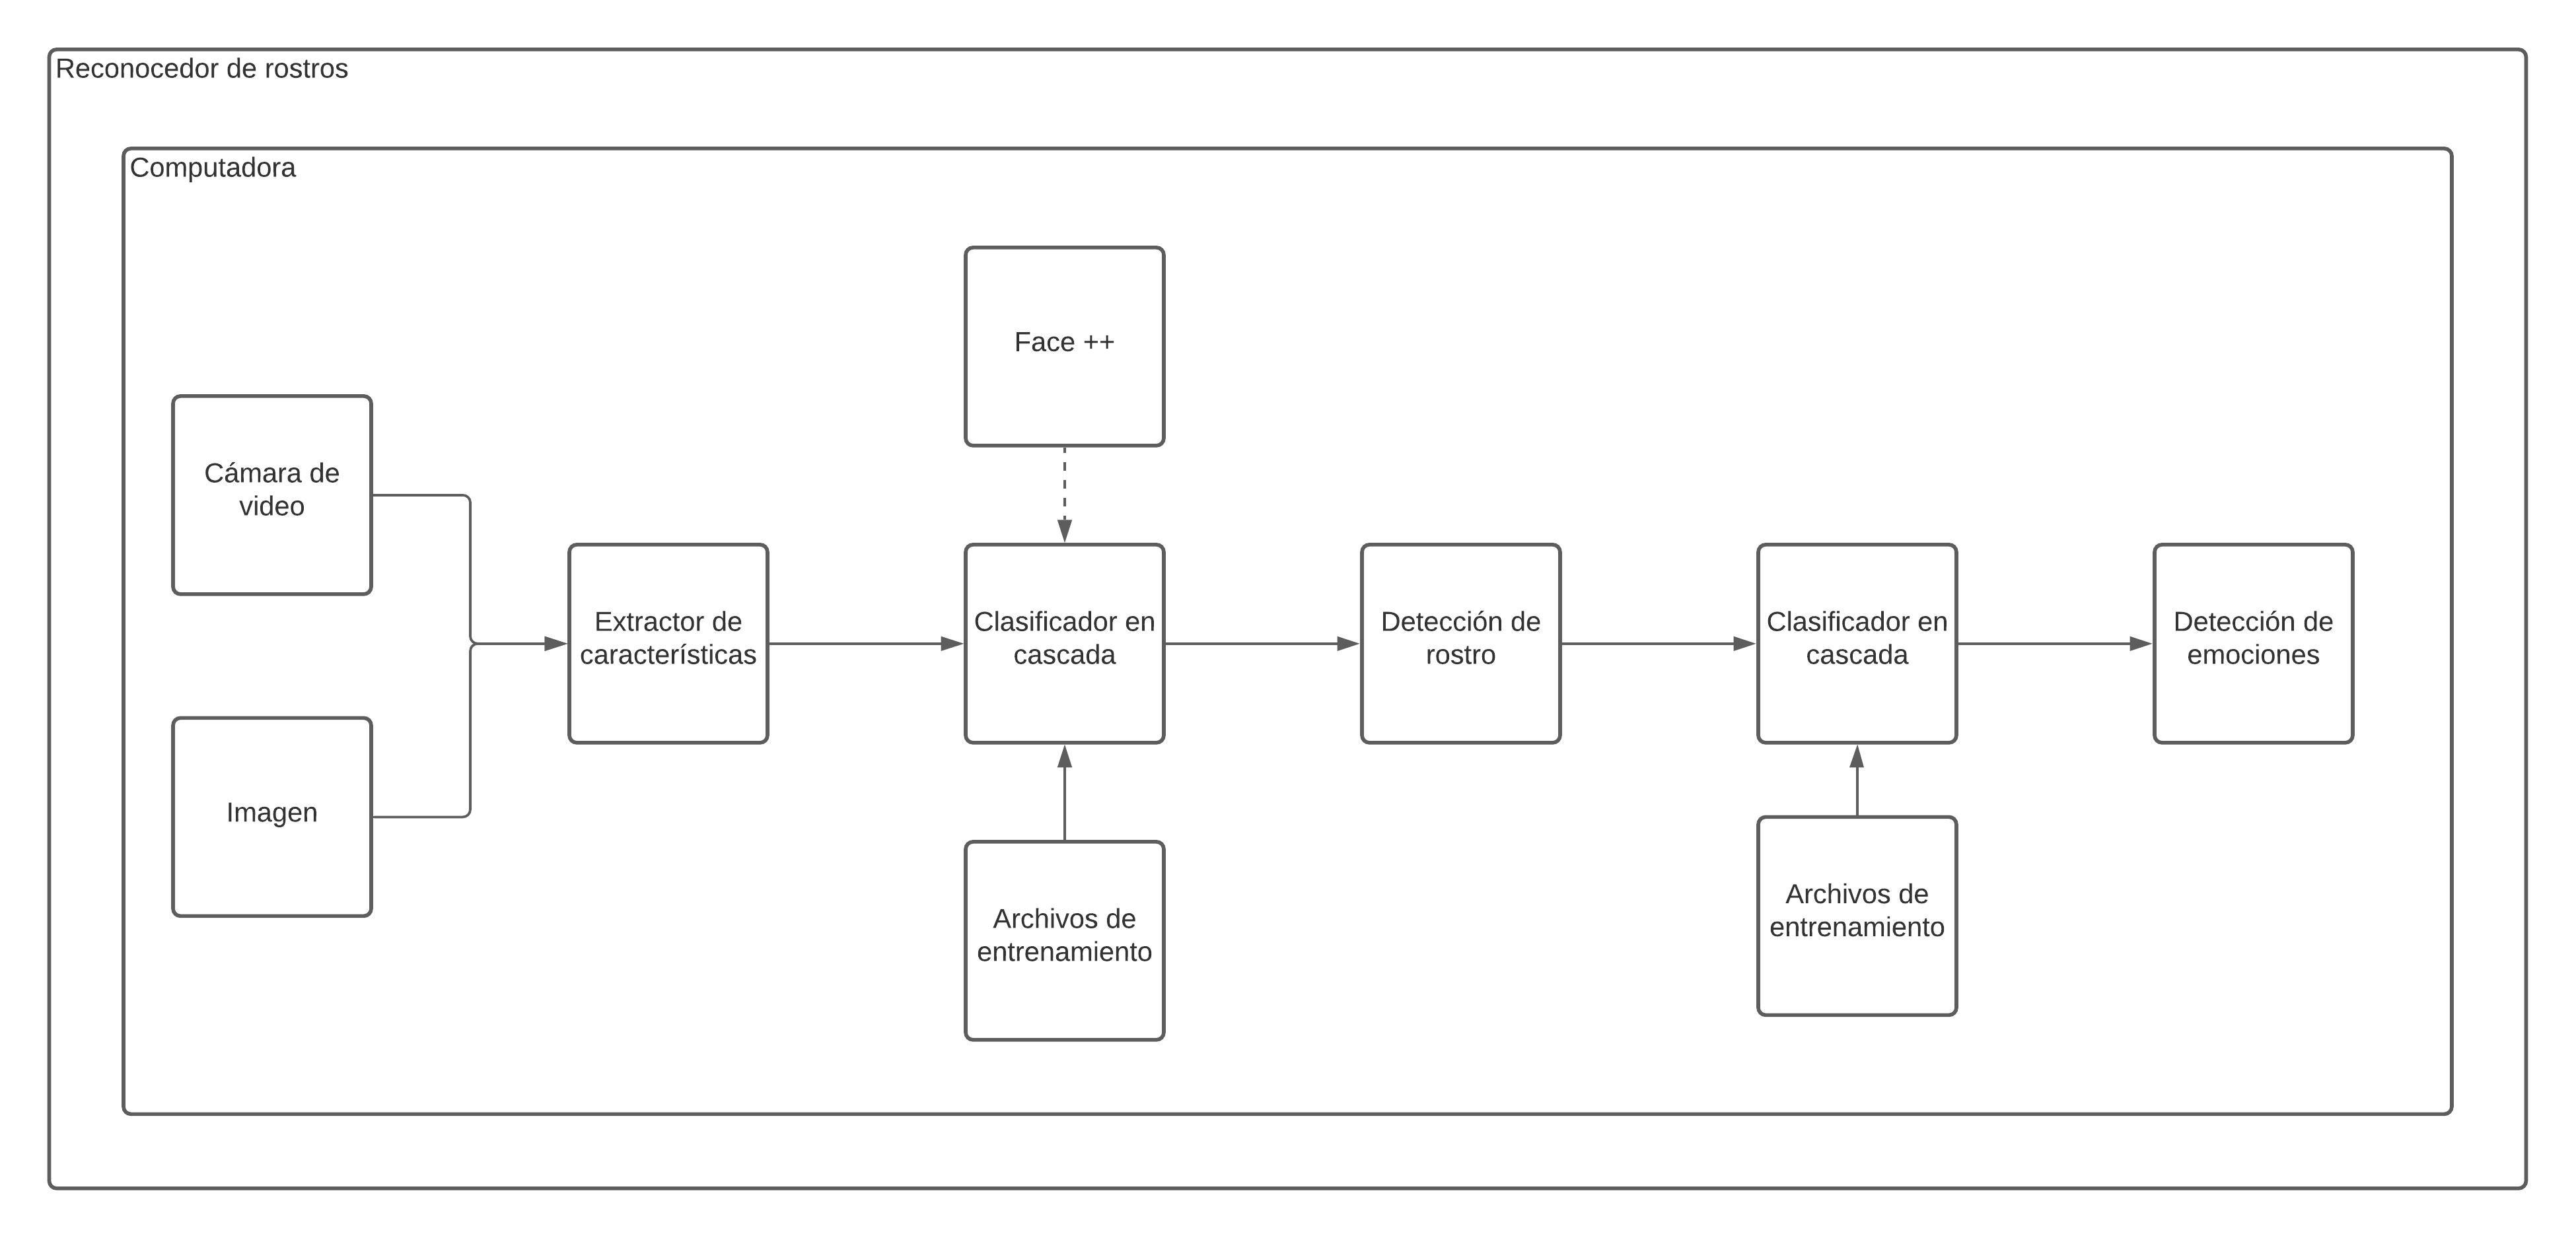 Reconocedor de rostros
Computadora
Face ++
Cámara de
video
Imagen
Extractor de
características
Clasificador en
cascada
Archivos de
entrenamiento
Detección de
rostro
Clasificador en
cascada
Archivos de
entrenamiento
Detección de
emociones